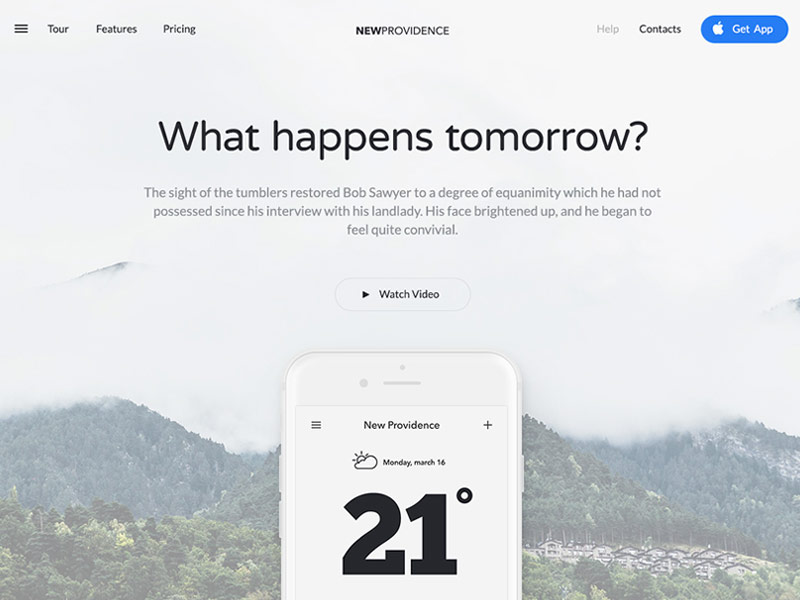 Tour Features Pricing NEWPROVIDENCE Help Contacts Get App
What happens tomorrow?
The sight of the tumblers restored Bob Sawyer to a degree of equanimity which he had not
possessed since his interview with his landlady. His face brightened up, and he began to
feel quite convivial.
Watch Video
New Providence
Monday, march 16
21°